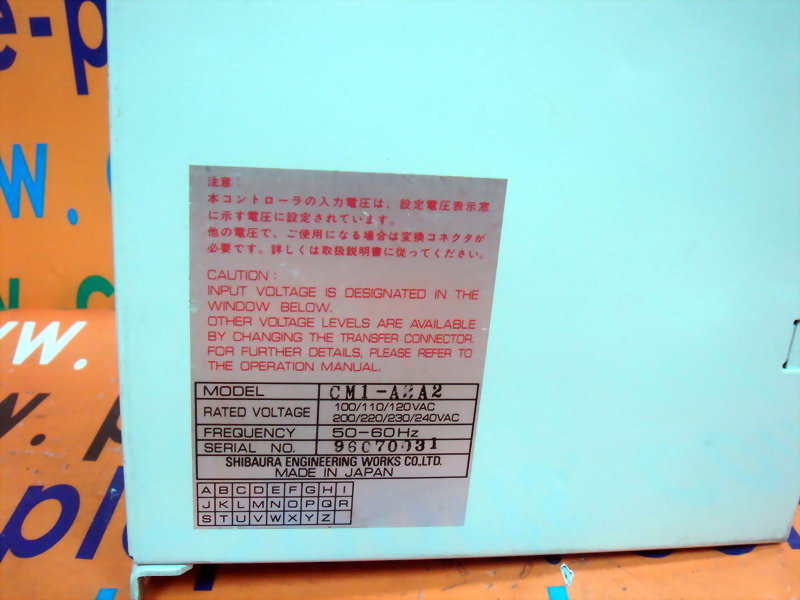 e-p
w.
ww.
注意：
本コントローラの入力電圧は、設定電圧表示窓
に示す電圧に設定されています。
他の電圧で、ご使用になる場合は変換コネクタが
必要です。詳しくは取扱説明書に従ってください。
CAUTION :
INPUT VOLTAGE IS DESIGNATED IN THE
WINDOW BELOW.
OTHER VOLTAGE LEVELS ARE AVAILABLE
BY CHANGING THE TRANSFER CONNECTOR.
FOR FURTHER DETAILS, PLEASE REFER TO
THE OPERATION MANUAL.
MODEL CM1-A2A2
RATED VOLTAGE 100/110/120VAC
200/220/230/240VAC
FREQUENCY 50-60Hz
SERIAL NO. 96C70031
SHIBAURA ENGINEERING WORKS CO.,LTD.
MADE IN JAPAN
A B C D E F G H I
J K L M N O P Q R
S T U V W X Y Z